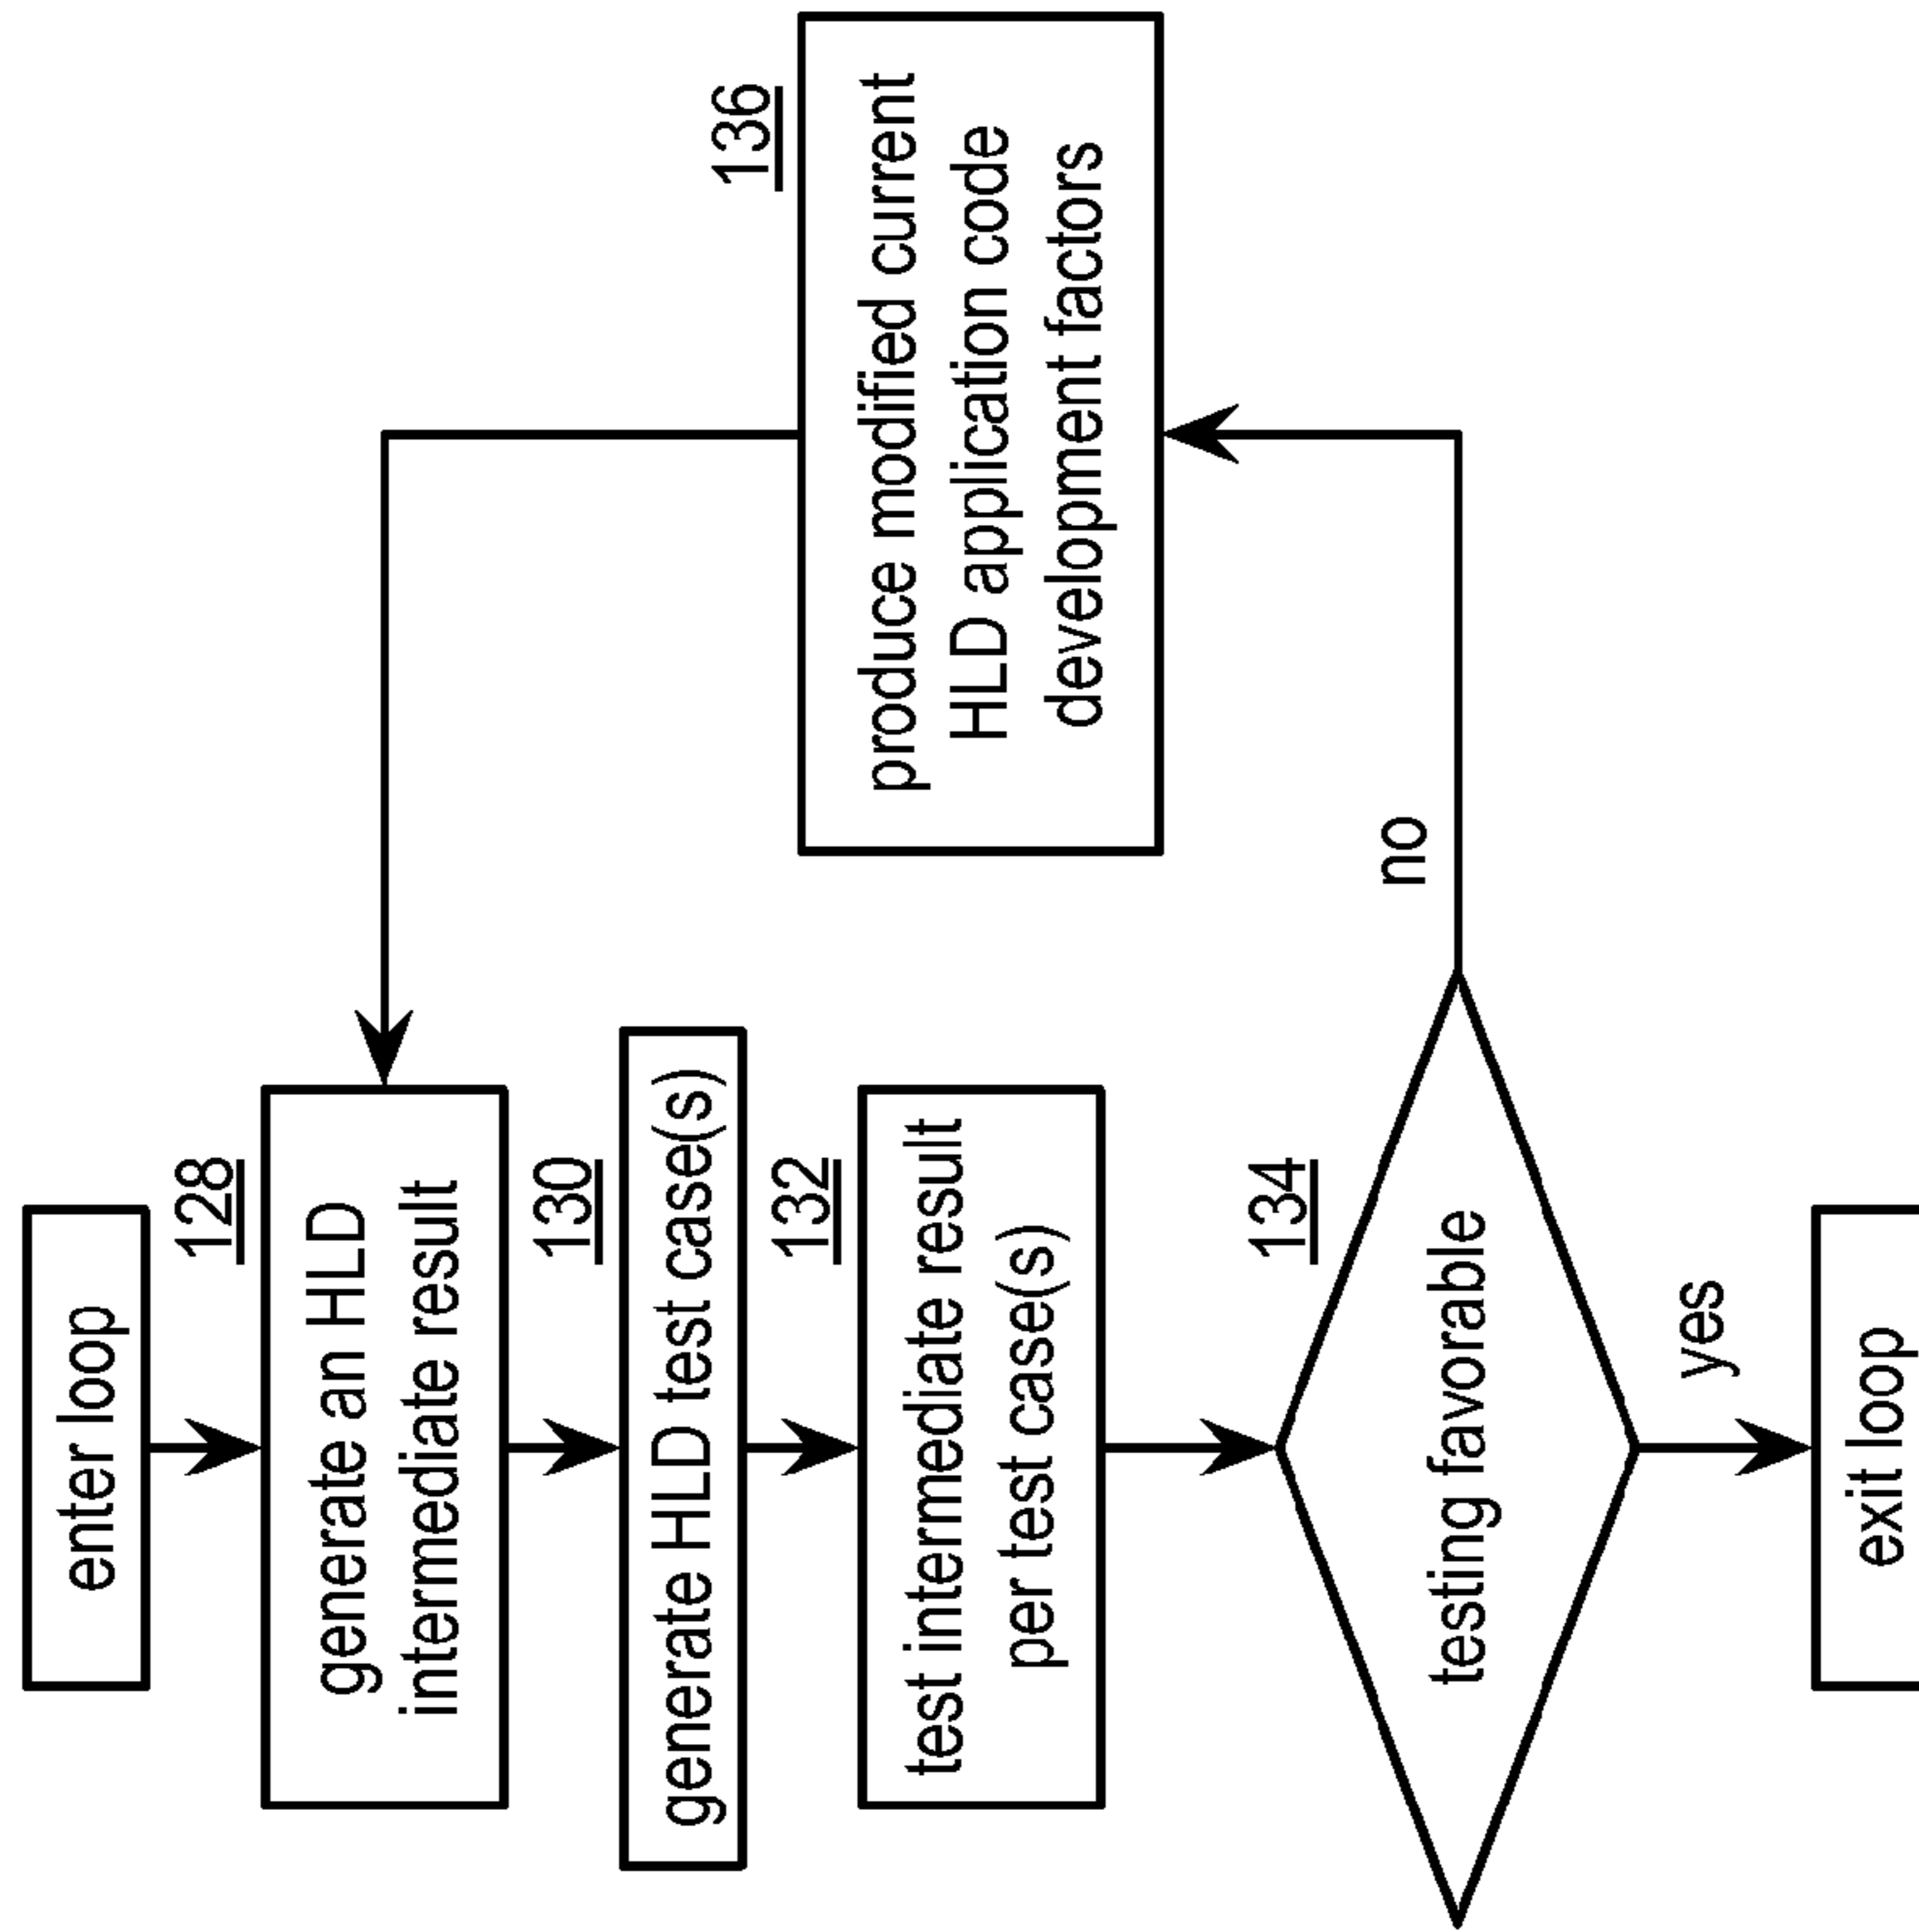 enter loop
128
generate an HLD
intermediate result
130
generate HLD test case(s)
132
test intermediate result
per test case(s)
134
testing favorable
no
yes
exit loop
136
produce modified current
HLD application code
development factors